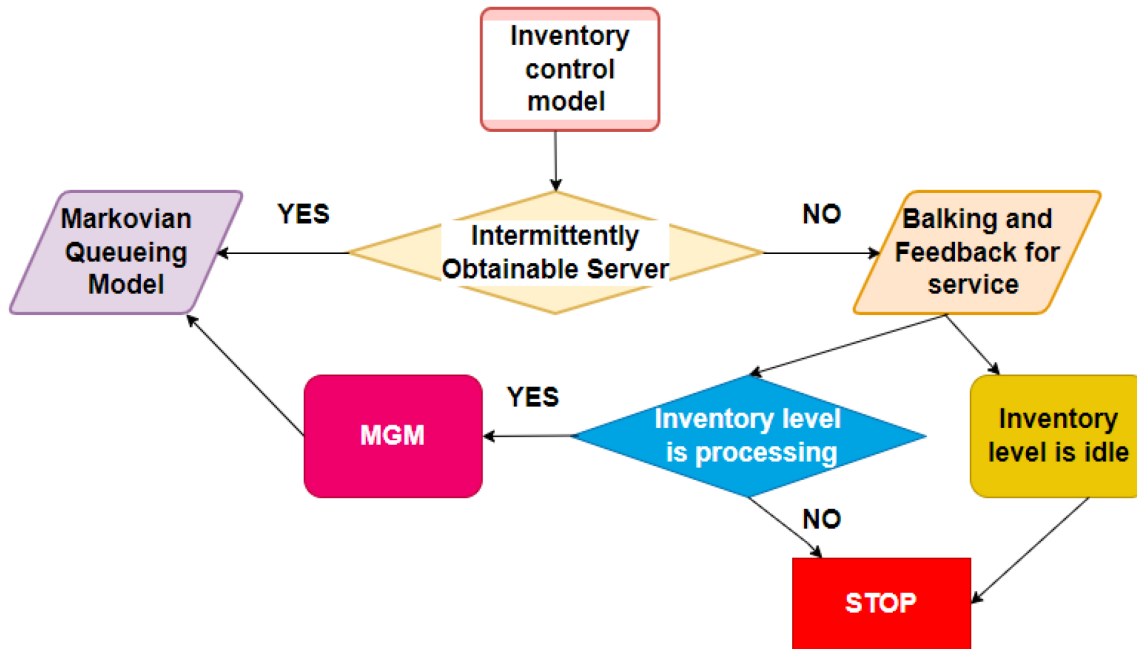 Inventory
control
model
YES
NO
Markovian
Queueing
Model
Intermittently
Obtainable Server
Balking and
Feedback for
service
YES
MGM
Inventory level
is processing
Inventory
level is idle
NO
STOP